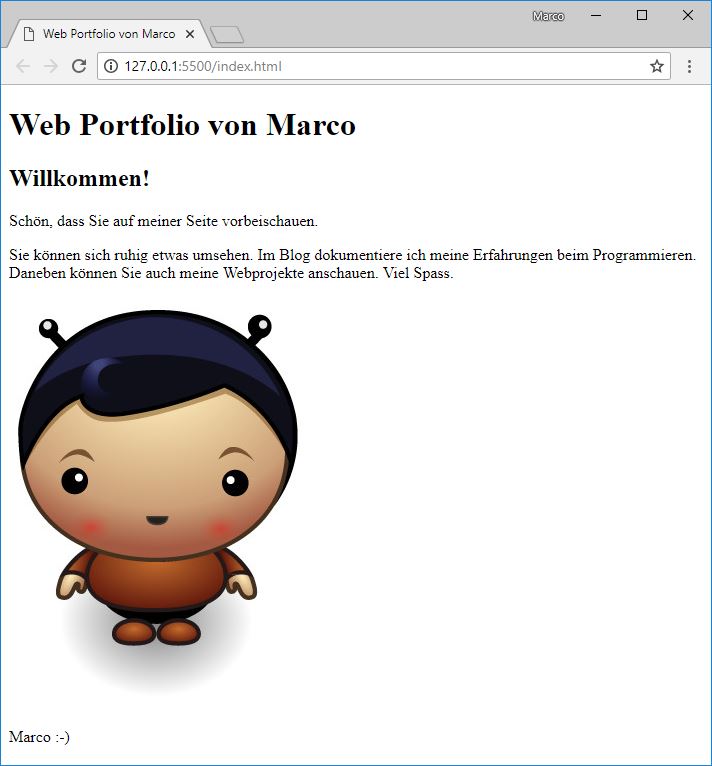 Marco
Web Portfolio von Marco
127.0.0.1:5500/index.html
Web Portfolio von Marco
Willkommen!
Schön, dass Sie auf meiner Seite vorbeischauen.
Sie können sich ruhig etwas umsehen. Im Blog dokumentiere ich meine Erfahrungen beim Programmieren.
Daneben können Sie auch meine Webprojekte anschauen. Viel Spass.
Marco :-)